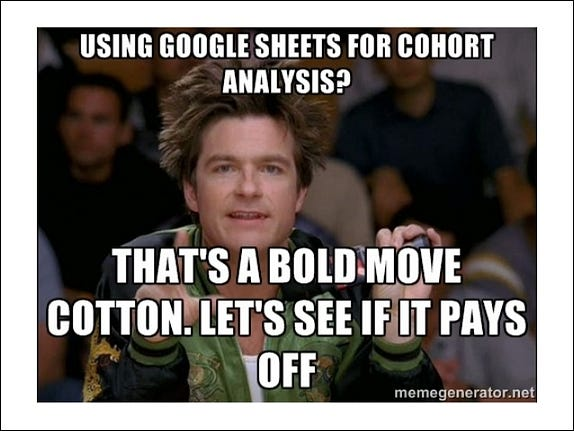 USING GOOGLE SHEETS FOR COHORT
ANALYSIS?
THAT'S A BOLD MOVE
COTTON. LET'S SEE IF IT PAYS
OFF
memegenerator.net